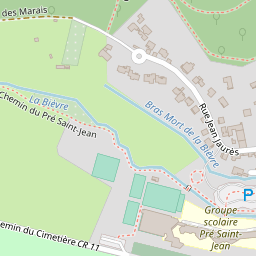 des Marais
La Bièvre
Chemin du Pré Saint-Jean
Bras Mort de la Bièvre
Rue Jean Jaurès
P
Groupe
scolaire
Pré Saint-
Jean
emin du Cimetière CR 11